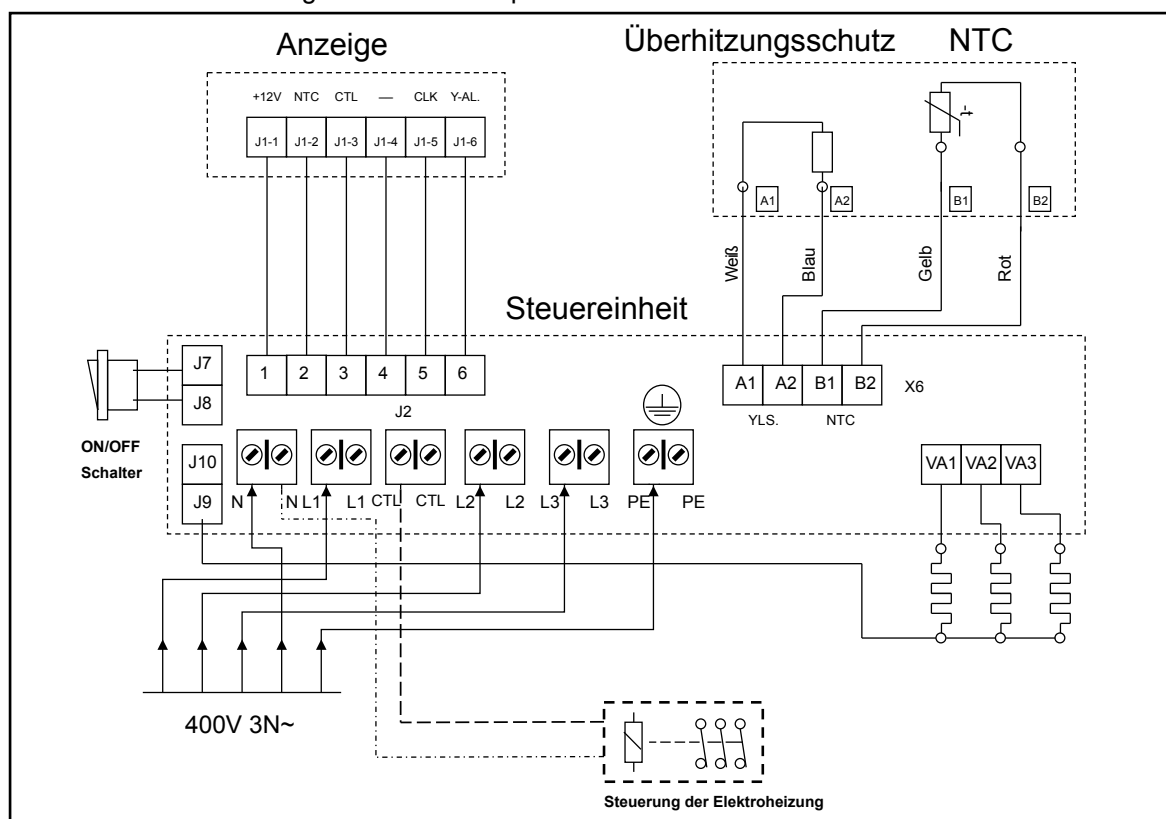 Anzeige
Überhitzungsschutz NTC
+12V NTC CTL — CLK Y-AL.
J1-1 J1-2 J1-3 J1-4 J1-5 J1-6
-t
A1 A2 B1 B2
Weiß Blau Gelb Rot
Steuereinheit
J7
J8
1 2 3 4 5 6
J2
A1 A2 B1 B2 X6
YLS. NTC
ON/OFF
Schalter
J10
J9
N N L1 L1 CTL CTL L2 L2 L3 L3 PE PE
VA1 VA2 VA3
400V 3N~
Steuerung der Elektroheizung